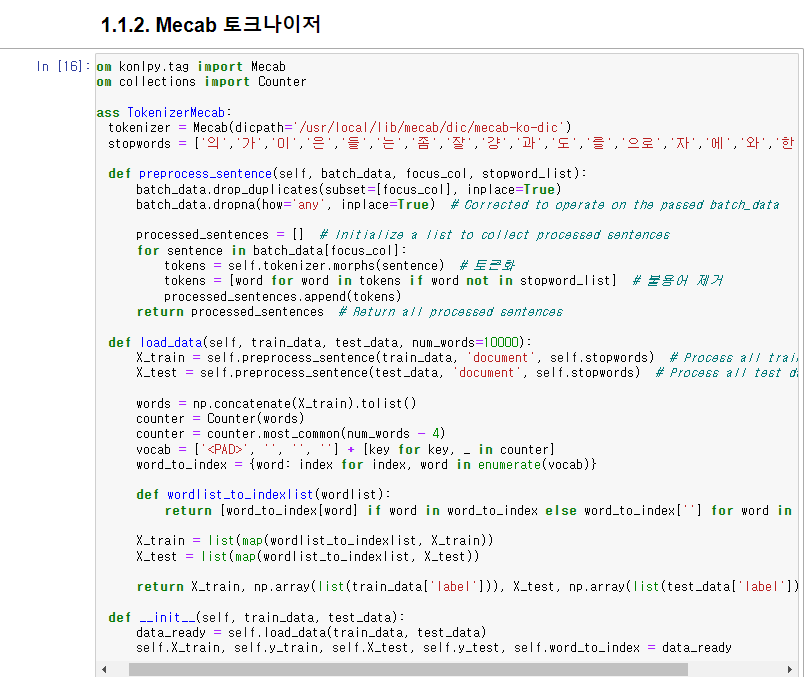 1.1.2. Mecab 토크나이저
In [16]:
om konlpy.tag import Mecab
om collections import Counter
ass TokenizerMecab:
tokenizer = Mecab(dicpath='/usr/local/lib/mecab/dic/mecab-ko-dic')
stopwords = ['의','가','이','은','들','는','좀','잘','걍','과','도','를','으로','자','에','와','한
def preprocess_sentence(self, batch_data, focus_col, stopword_list):
batch_data.drop_duplicates(subset=[focus_col], inplace=True)
batch_data.dropna(how='any', inplace=True)  # Corrected to operate on the passed batch_data
processed_sentences = []  # Initialize a list to collect processed sentences
for sentence in batch_data[focus_col]:
tokens = self.tokenizer.morphs(sentence)  # 토큰화
tokens = [word for word in tokens if word not in stopword_list]  # 불용어 제거
processed_sentences.append(tokens)
return processed_sentences  # Return all processed sentences
def load_data(self, train_data, test_data, num_words=10000):
X_train = self.preprocess_sentence(train_data, 'document', self.stopwords)  # Process all trai
X_test = self.preprocess_sentence(test_data, 'document', self.stopwords)  # Process all test d
words = np.concatenate(X_train).tolist()
counter = Counter(words)
counter = counter.most_common(num_words - 4)
vocab = ['<PAD>', '', '', ''] + [key for key, _ in counter]
word_to_index = {word: index for index, word in enumerate(vocab)}
def wordlist_to_indexlist(wordlist):
return [word_to_index[word] if word in word_to_index else word_to_index[''] for word in
X_train = list(map(wordlist_to_indexlist, X_train))
X_test = list(map(wordlist_to_indexlist, X_test))
return X_train, np.array(list(train_data['label'])), X_test, np.array(list(test_data['label'])
def __init__(self, train_data, test_data):
data_ready = self.load_data(train_data, test_data)
self.X_train, self.y_train, self.X_test, self.y_test, self.word_to_index = data_ready